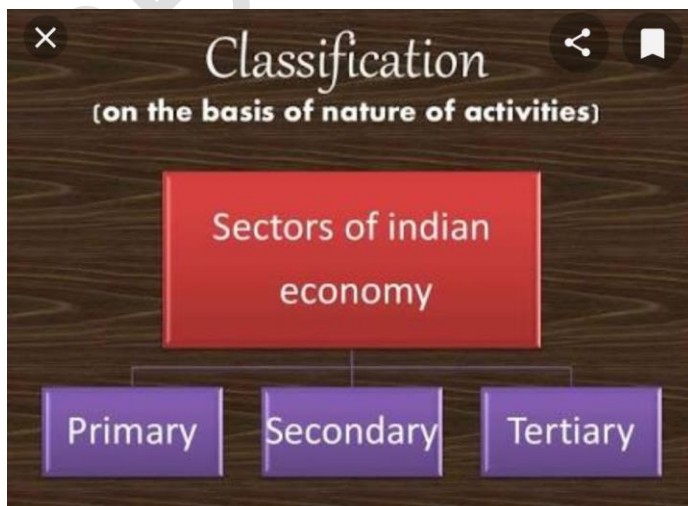 Classification
(on the basis of nature of activities)
Sectors of indian
economy
Primary
Secondary
Tertiary